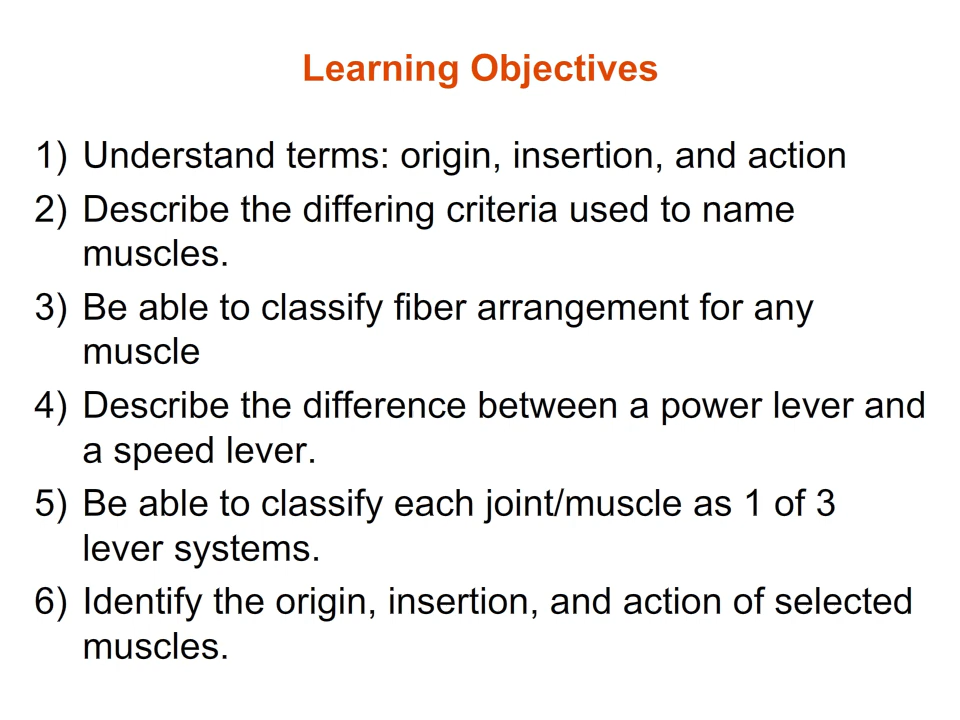 Learning Objectives
1) Understand terms: origin, insertion, and action
2) Describe the differing criteria used to name
muscles.
3) Be able to classify fiber arrangement for any
muscle
4) Describe the difference between a power lever and
a speed lever.
5) Be able to classify each joint/muscle as 1 of 3
lever systems.
6) Identify the origin, insertion, and action of selected
muscles.